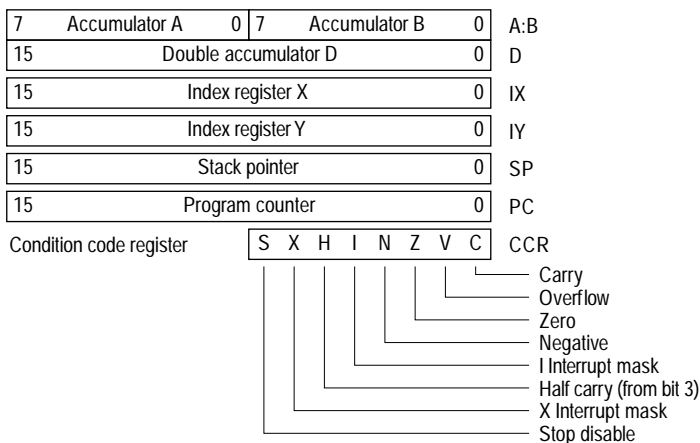 7 Accumulator A 0 7 Accumulator B 0 A:B
15 Double accumulator D 0 D
15 Index register X 0 IX
15 Index register Y 0 IY
15 Stack pointer 0 SP
15 Program counter 0 PC
Condition code register S X H I N Z V C CCR
Carry
Overflow
Zero
Negative
I Interrupt mask
Half carry (from bit 3)
X Interrupt mask
Stop disable